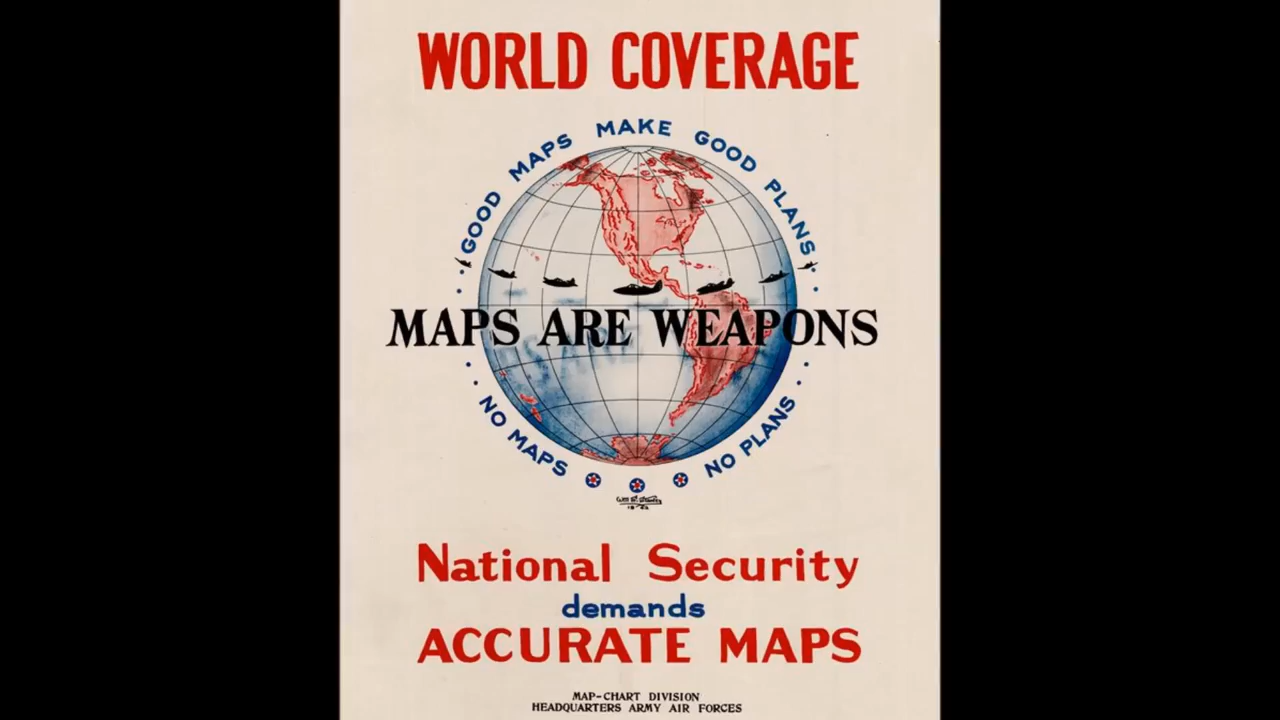 WORLD COVERAGE
GOOD MAPS MAKE GOOD PLANS
MAPS ARE WEAPONS
NO MAPS NO PLANS
National Security
demands
ACCURATE MAPS
MAP-CHART DIVISION
HEADQUARTERS ARMY AIR FORCES